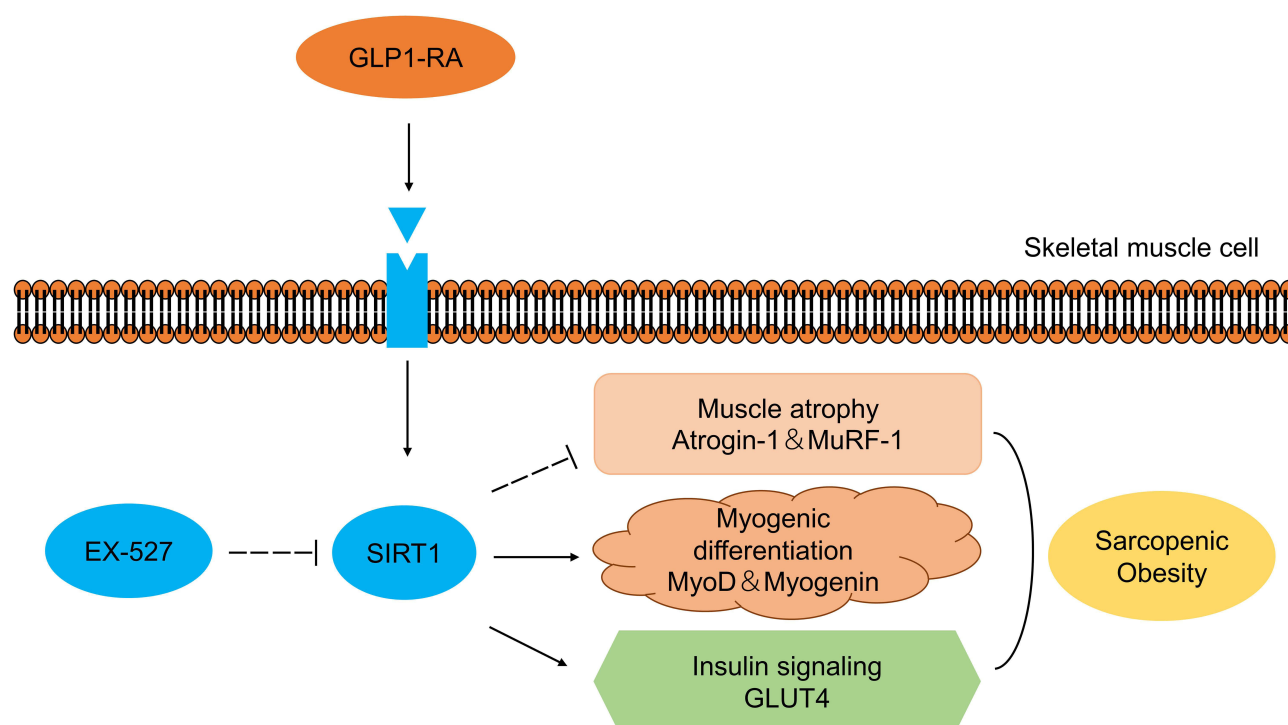 GLP1-RA
Skeletal muscle cell
Muscle atrophy
Atrogin-1＆MuRF-1
EX-527
SIRT1
Myogenic
differentiation
MyoD＆Myogenin
Sarcopenic
Obesity
Insulin signaling
GLUT4